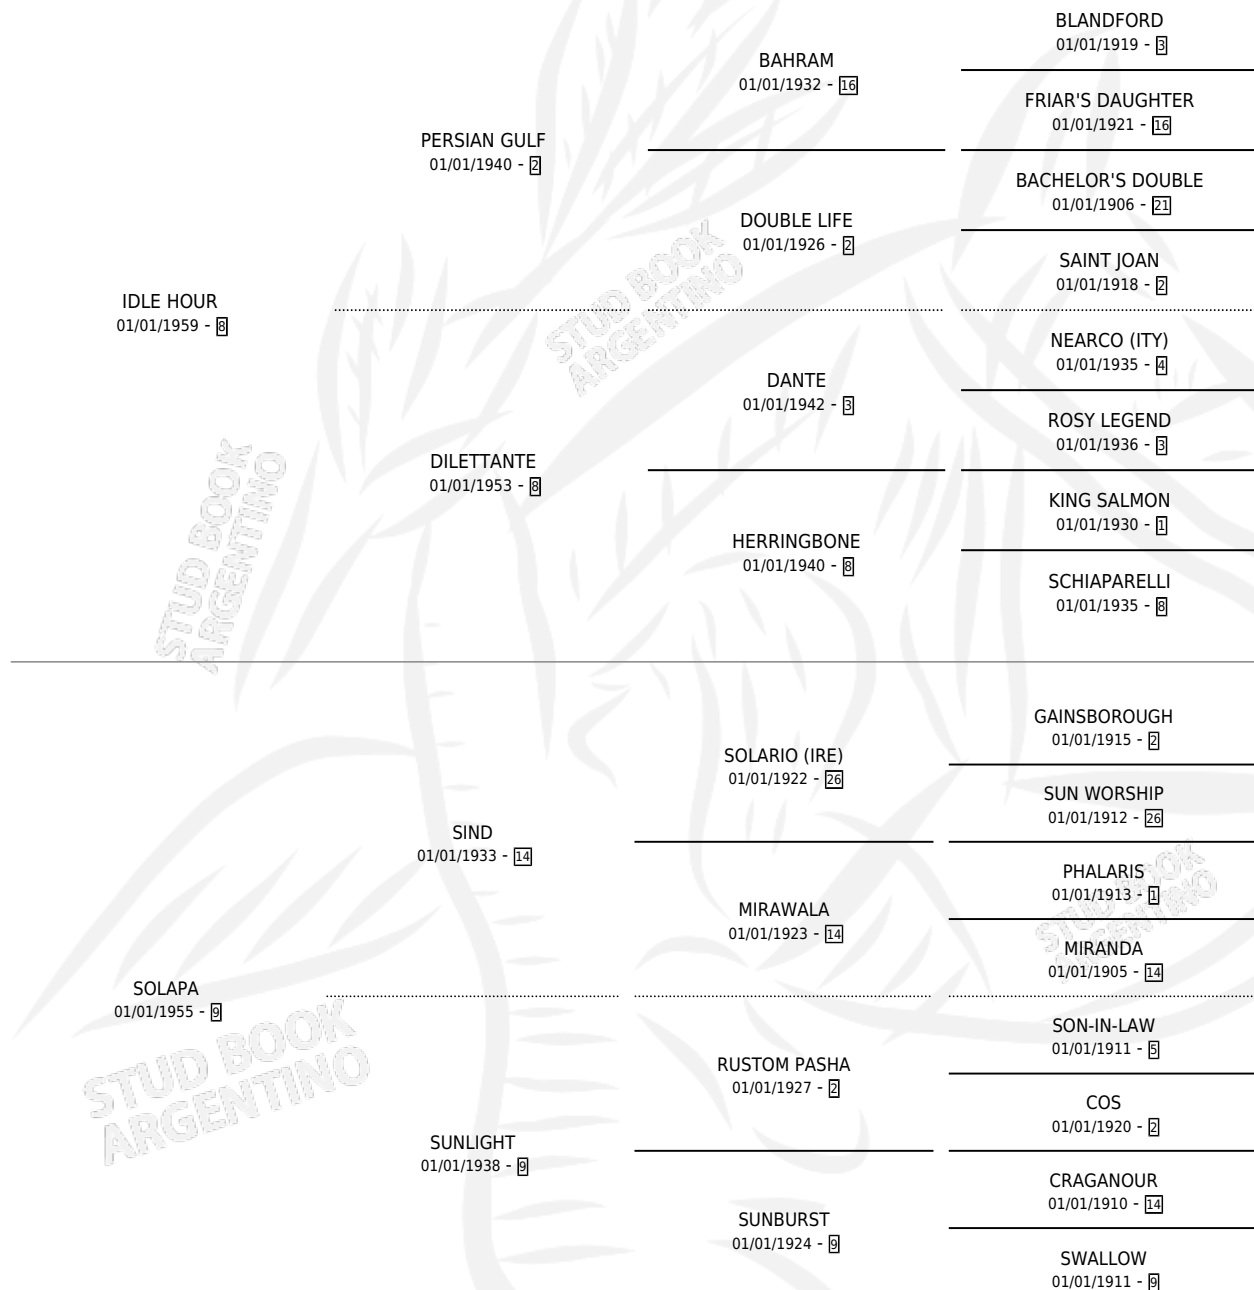 BLANDFORD
01/01/1919 - 3
BAHRAM
01/01/1932 - 16
FRIAR'S DAUGHTER
01/01/1921 - 16
PERSIAN GULF
01/01/1940 - 2
BACHELOR'S DOUBLE
01/01/1906 - 21
DOUBLE LIFE
01/01/1926 - 2
SAINT JOAN
01/01/1918 - 2
IDLE HOUR
01/01/1959 - 8
NEARCO (ITY)
01/01/1935 - 4
DANTE
01/01/1942 - 3
ROSY LEGEND
01/01/1936 - 3
DILETTANTE
01/01/1953 - 8
KING SALMON
01/01/1930 - 1
HERRINGBONE
01/01/1940 - 8
SCHIAPARELLI
01/01/1935 - 8
GAINSBOROUGH
01/01/1915 - 2
SOLARIO (IRE)
01/01/1922 - 26
SUN WORSHIP
01/01/1912 - 26
SIND
01/01/1933 - 14
PHALARIS
01/01/1913 - 1
MIRAWALA
01/01/1923 - 14
MIRANDA
01/01/1905 - 14
SOLAPA
01/01/1955 - 9
SON-IN-LAW
01/01/1911 - 5
RUSTOM PASHA
01/01/1927 - 2
COS
01/01/1920 - 2
SUNLIGHT
01/01/1938 - 9
CRAGANOUR
01/01/1910 - 14
SUNBURST
01/01/1924 - 9
SWALLOW
01/01/1911 - 9
STUD BOOK
ARGENTINO
STUD BOOK
ARGENTINO
STUD BOOK
ARGENTINO
STUD BOOK
ARGENTINO